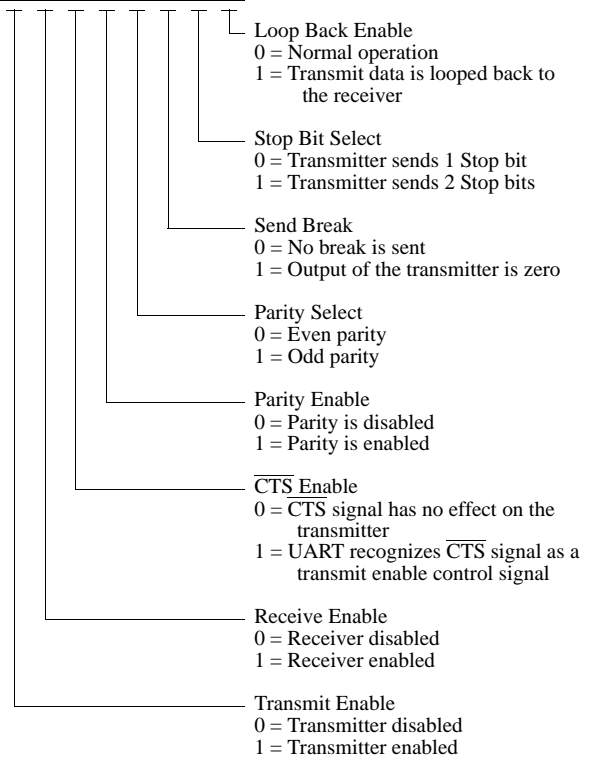 Loop Back Enable
0 = Normal operation
1 = Transmit data is looped back to
the receiver
Stop Bit Select
0 = Transmitter sends 1 Stop bit
1 = Transmitter sends 2 Stop bits
Send Break
0 = No break is sent
1 = Output of the transmitter is zero
Parity Select
0 = Even parity
1 = Odd parity
Parity Enable
0 = Parity is disabled
1 = Parity is enabled
C̅T̅S̅ Enable
0 = C̅T̅S̅ signal has no effect on the
transmitter
1 = UART recognizes C̅T̅S̅ signal as a
transmit enable control signal
Receive Enable
0 = Receiver disabled
1 = Receiver enabled
Transmit Enable
0 = Transmitter disabled
1 = Transmitter enabled